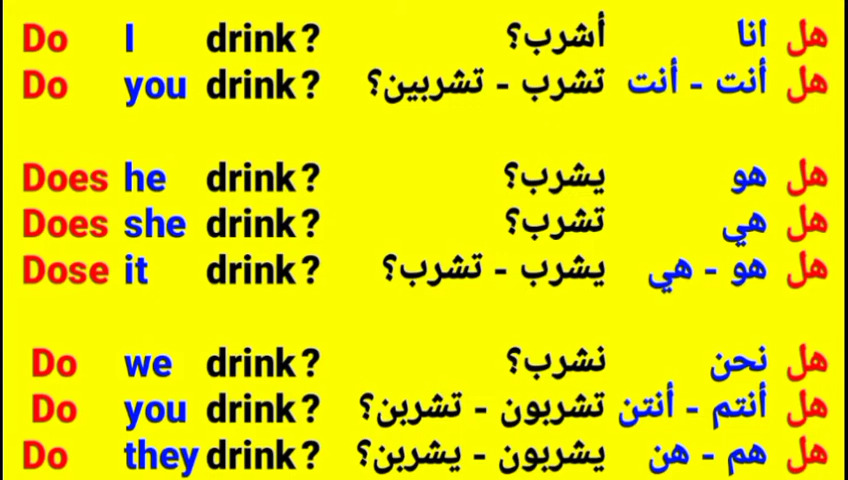 Do I drink? هل انا أشرب؟
Do you drink? هل أنت - أنت تشرب - تشربين؟
Does he drink? هل هو يشرب؟
Does she drink? هل هي تشرب؟
Dose it drink? هل هو - هي يشرب - تشرب؟
Do we drink? هل نحن نشرب؟
Do you drink? هل أنتم - أنتن تشربون - تشربن؟
Do they drink? هل هم - هن يشربون - يشربن؟